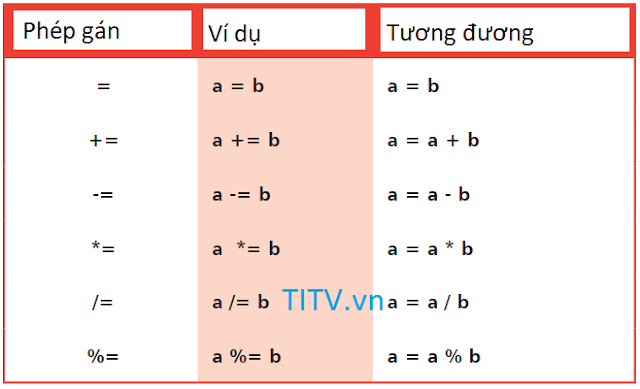 Phép gán Ví dụ Tương đương
= a = b a = b
+= a += b a = a + b
-= a -= b a = a - b
*= a *= b a = a * b
/= a /= b TITV.vn a = a / b
%= a %= b a = a % b